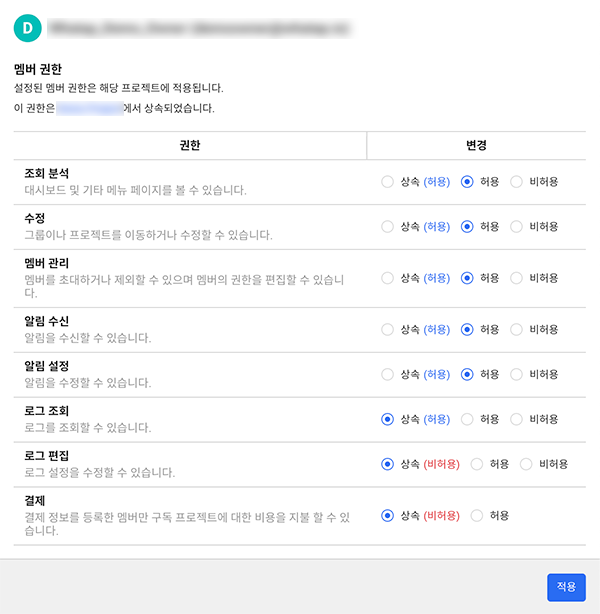 D
멤버 권한
설정된 멤버 권한은 해당 프로젝트에 적용됩니다.
이 권한은 에서 상속되었습니다.
권한 변경
조회 분석
대시보드 및 기타 메뉴 페이지를 볼 수 있습니다.
상속 (허용) 허용 비허용
수정
그룹이나 프로젝트를 이동하거나 수정할 수 있습니다.
상속 (허용) 허용 비허용
멤버 관리
멤버를 초대하거나 제외할 수 있으며 멤버의 권한을 편집할 수 있습니
다.
상속 (허용) 허용 비허용
알림 수신
알림을 수신할 수 있습니다.
상속 (허용) 허용 비허용
알림 설정
알림을 수정할 수 있습니다.
상속 (허용) 허용 비허용
로그 조회
로그를 조회할 수 있습니다.
상속 (허용) 허용 비허용
로그 편집
로그 설정을 수정할 수 있습니다.
상속 (비허용) 허용 비허용
결제
결제 정보를 등록한 멤버만 구독 프로젝트에 대한 비용을 지불 할 수 있
습니다.
상속 (비허용) 허용
적용